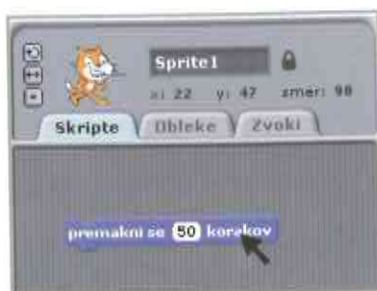 Sprite1
x: 22 y: 47 smer: 90
Skripte Obleke Zvoki
premakni se 50 korakov